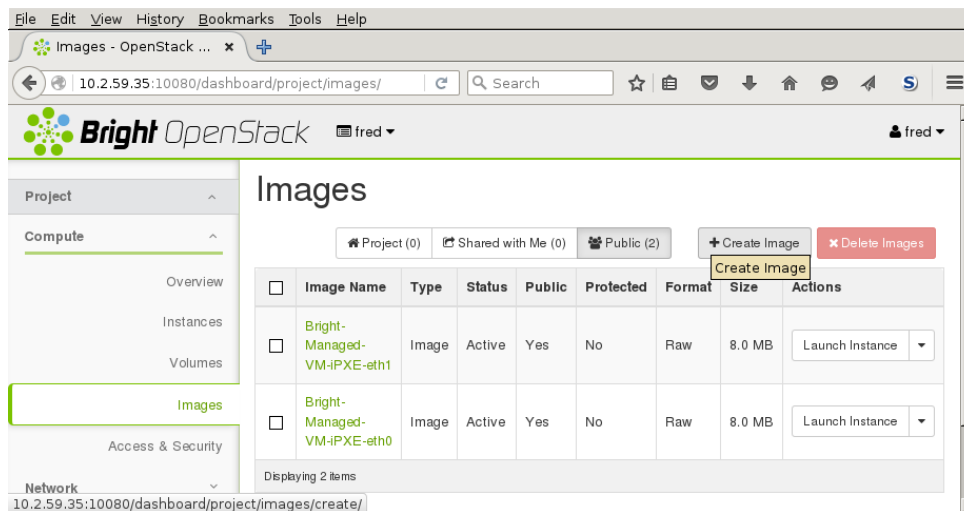 File Edit View History Bookmarks Tools Help
Images - OpenStack ...
10.2.59.35:10080/dashboard/project/images/ Search
Bright OpenStack fred fred
Images
Project
Compute
Project (0) Shared with Me (0) Public (2) Create Image Delete Images
Create Image
Overview
Image Name Type Status Public Protected Format Size Actions
Instances
Bright-
Managed-
VM-iPXE-eth1
Image Active Yes No Raw 8.0 MB Launch Instance
Volumes
Images
Bright-
Managed-
VM-iPXE-eth0
Image Active Yes No Raw 8.0 MB Launch Instance
Access & Security
Displaying 2 items
Network
10.2.59.35:10080/dashboard/project/images/create/